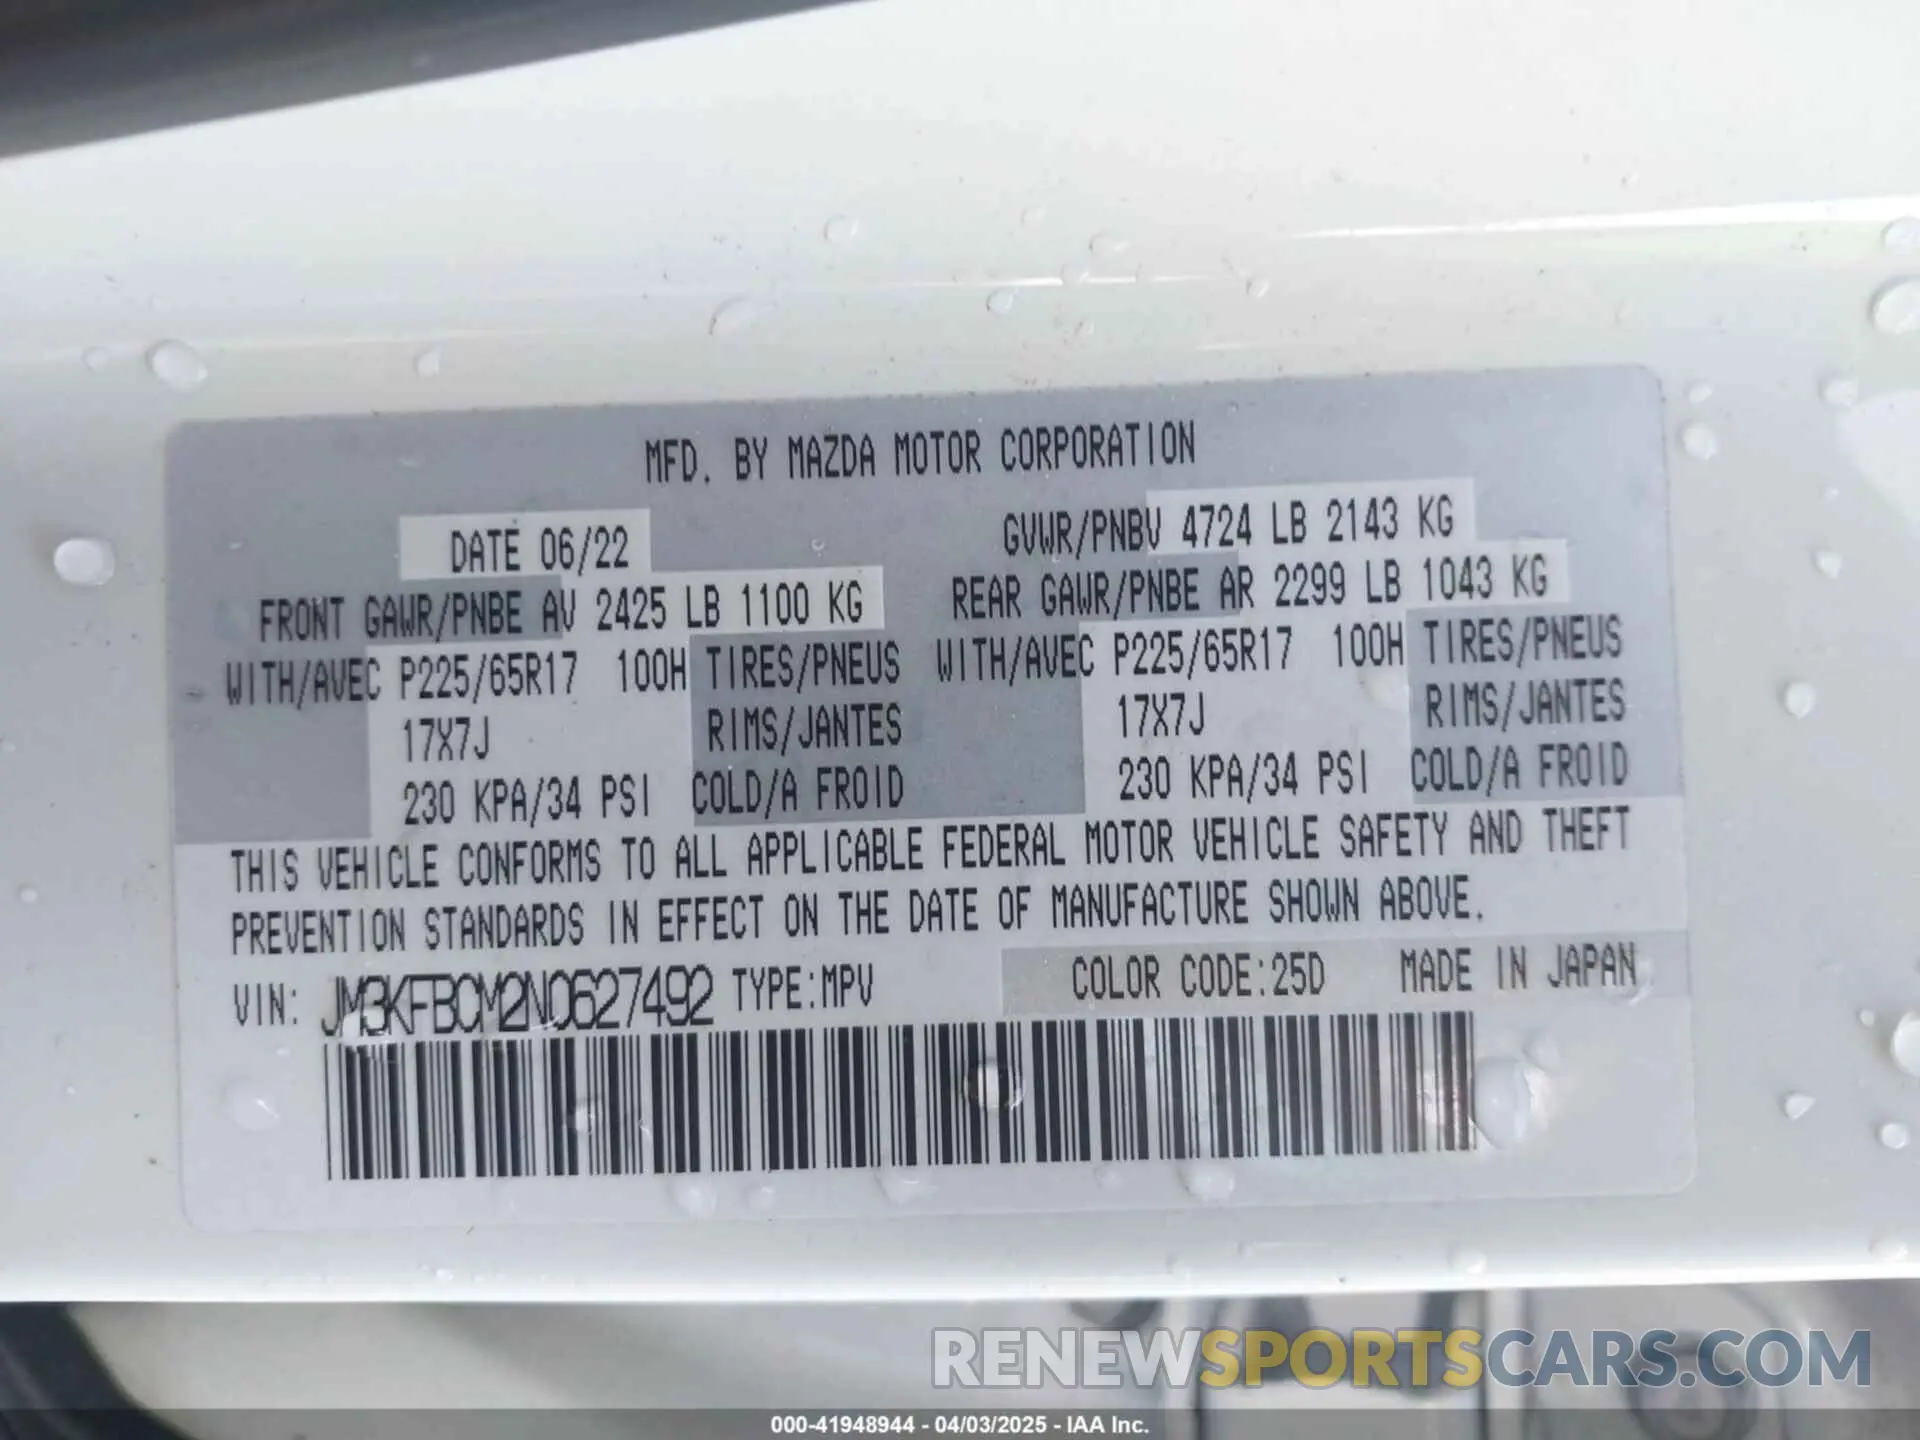 MFD. BY MAZDA MOTOR CORPORATION
DATE 06/22
GVWR/PNBV 4724 LB 2143 KG
FRONT GAWR/PNBE AV 2425 LB 1100 KG
REAR GAWR/PNBE AR 2299 LB 1043 KG
WITH/AVEC P225/65R17 100H TIRES/PNEUS
17X7J RIMS/JANTES
230 KPA/34 PSI COLD/A FROID
WITH/AVEC P225/65R17 100H TIRES/PNEUS
17X7J RIMS/JANTES
230 KPA/34 PSI COLD/A FROID
THIS VEHICLE CONFORMS TO ALL APPLICABLE FEDERAL MOTOR VEHICLE SAFETY AND THEFT
PREVENTION STANDARDS IN EFFECT ON THE DATE OF MANUFACTURE SHOWN ABOVE.
VIN: JM3KFBCM2N0627492 TYPE:MPV COLOR CODE:25D MADE IN JAPAN
RENEWSPORTSCARS.COM
000-41948944 - 04/03/2025 - IAA Inc.